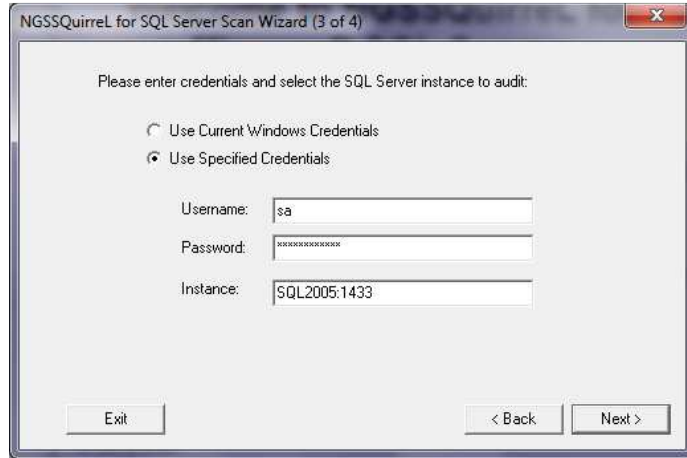 NGSSQuirreL for SQL Server Scan Wizard (3 of 4)
x
Please enter credentials and select the SQL Server instance to audit:
Use Current Windows Credentials
Use Specified Credentials
Username: sa
Password: ************
Instance: SQL2005:1433
Exit < Back Next >